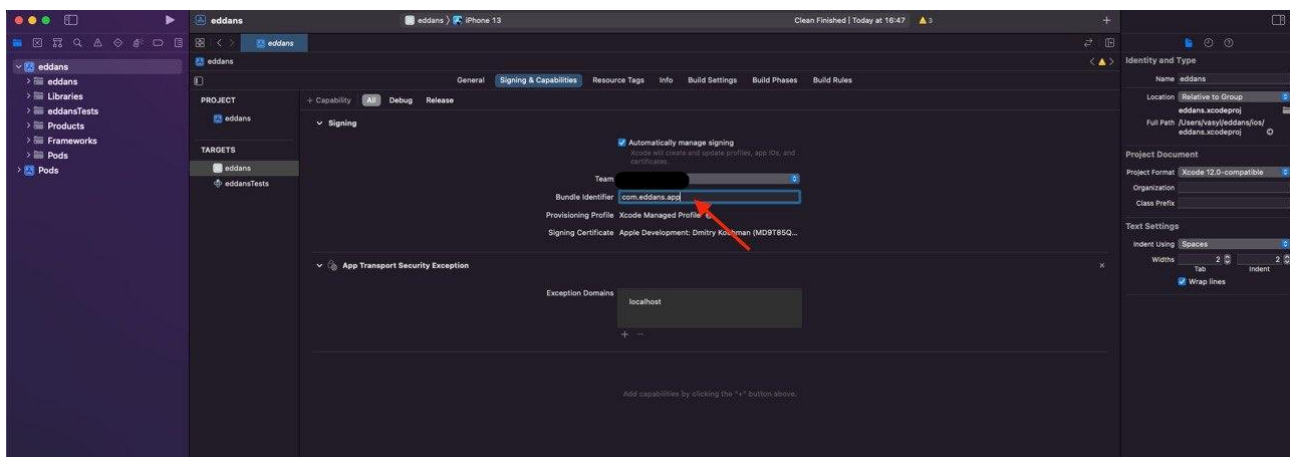 eddans
eddans
iPhone 13
Clean Finished | Today at 16:47
3
eddans
eddans
eddans
Libraries
eddansTests
Products
Frameworks
Pods
Pods
eddans
General
Signing & Capabilities
Resource Tags
Info
Build Settings
Build Phases
Build Rules
PROJECT
eddans
TARGETS
eddans
eddansTests
+ Capability
All
Debug
Release
Signing
Automatically manage signing
Xcode will create and update profiles, app IDs, and
certificates.
Team
Bundle Identifier com.eddans.app
Provisioning Profile Xcode Managed Profile
Signing Certificate Apple Development: Dmitry (MD9T85Q...
App Transport Security Exception
Exception Domains
localhost
Add capabilities by clicking the "+" button above.
Identity and Type
Name eddans
Location Relative to Group
eddans.xcodeproj
Full Path /Users/vasyl/eddans/ios/
eddans.xcodeproj
Project Document
Project Format Xcode 12.0-compatible
Organization
Class Prefix
Text Settings
Indent Using Spaces
Widths 2 2
Tab Indent
Wrap lines